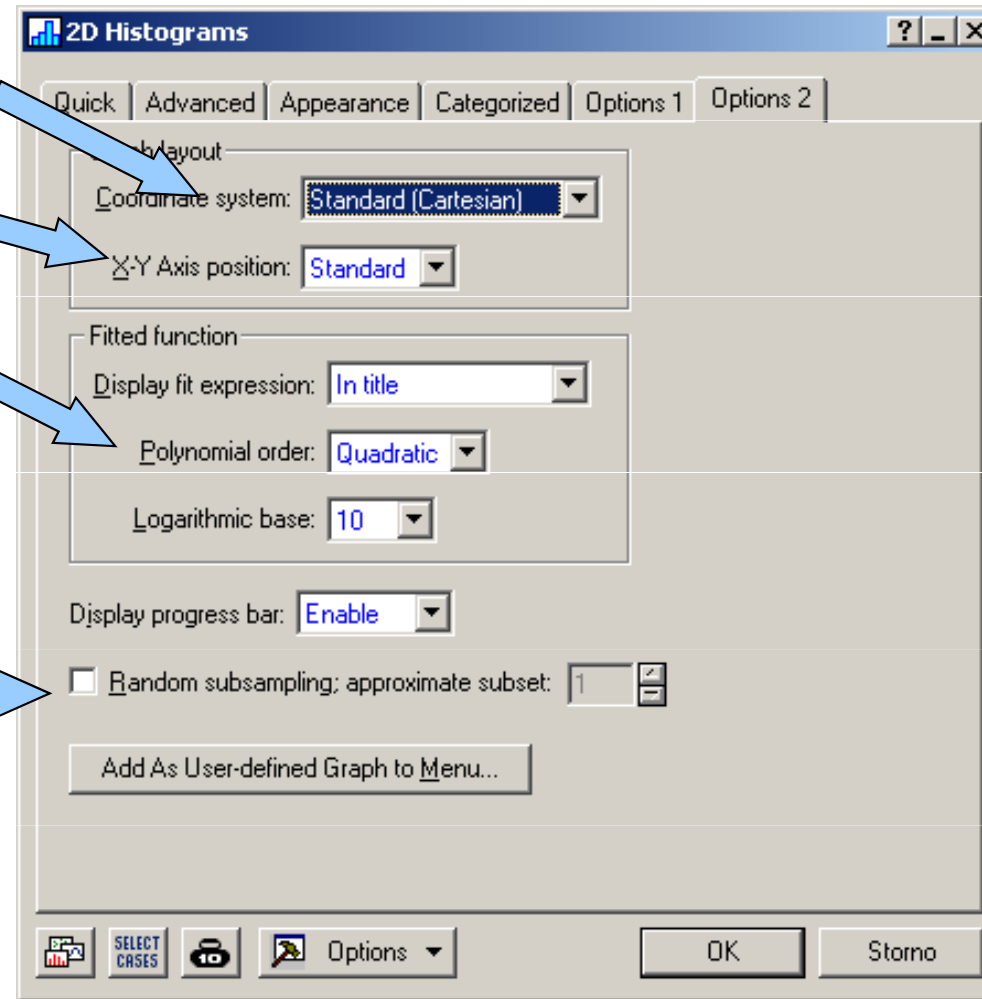 2D Histograms
Quick Advanced Appearance Categorized Options 1 Options 2
layout
Coordinate system: Standard (Cartesian)
X-Y Axis position: Standard
Fitted function
Display fit expression: In title
Polynomial order: Quadratic
Logarithmic base: 10
Display progress bar: Enable
Random subsampling; approximate subset: 1
Add As User-defined Graph to Menu...
SELECT
CASES
Options OK Storno